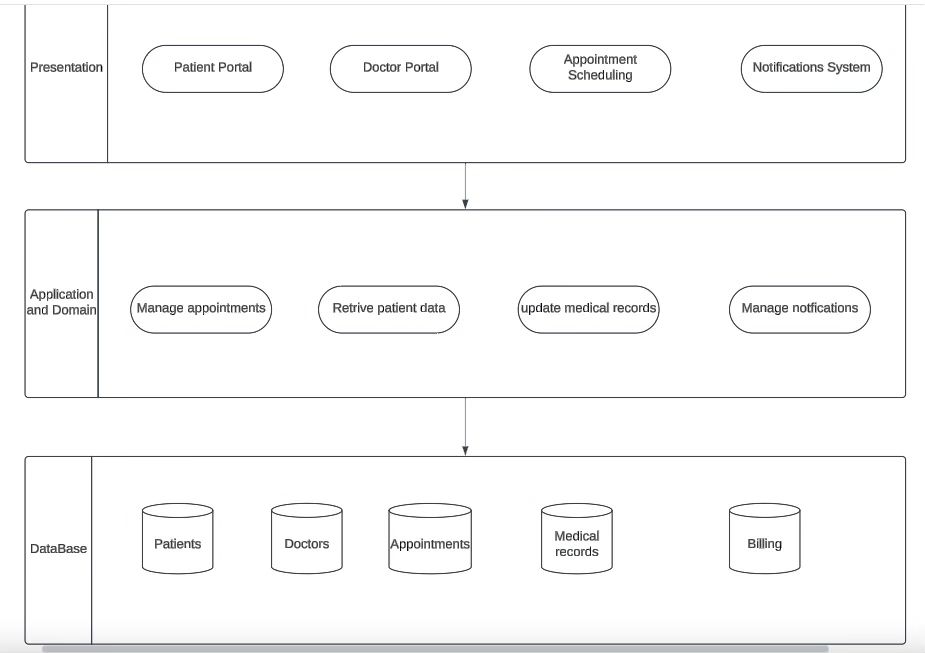 Presentation
Patient Portal
Doctor Portal
Appointment
Scheduling
Notifications System
Application
and Domain
Manage appointments
Retrive patient data
update medical records
Manage notfications
DataBase
Patients
Doctors
Appointments
Medical
records
Billing